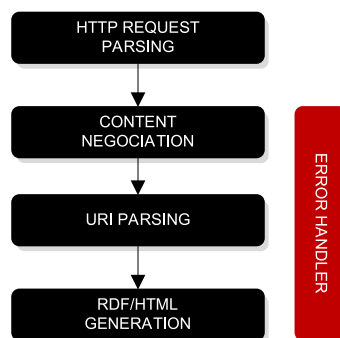 HTTP REQUEST
PARSING
CONTENT
NEGOCIATION
URI PARSING
ERROR HANDLER
RDF/HTML
GENERATION